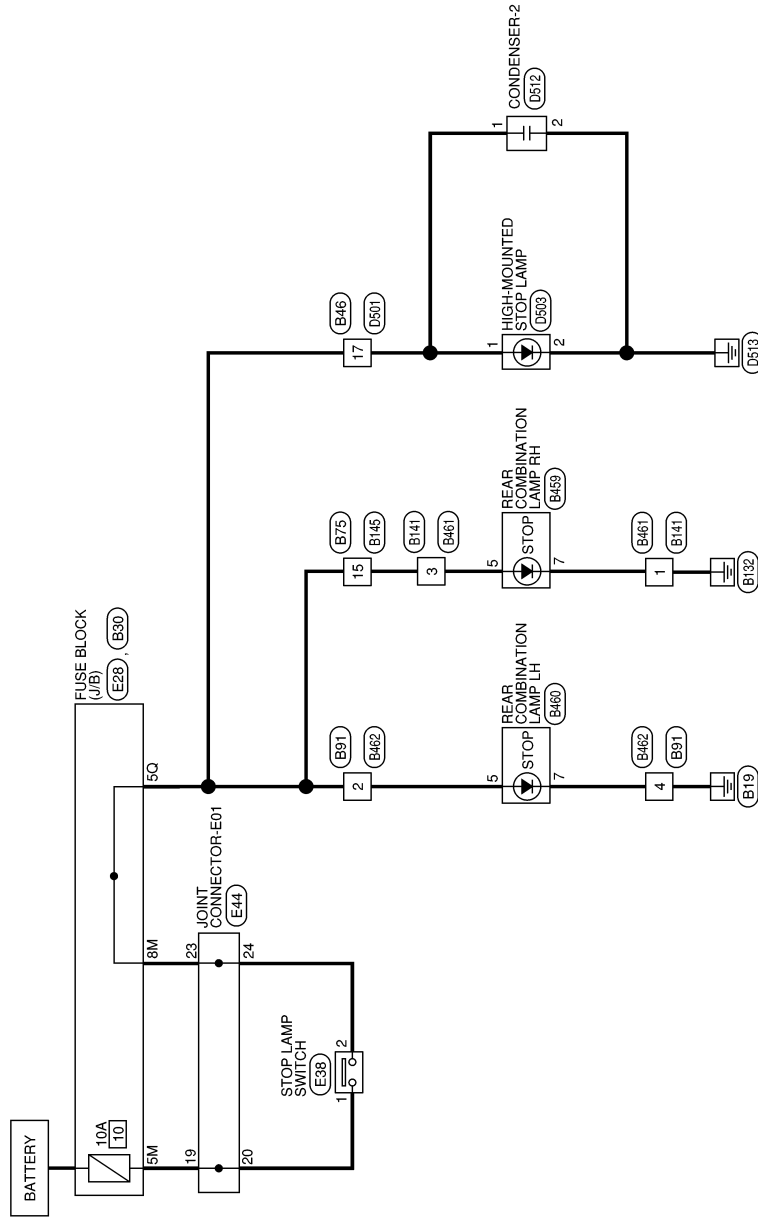 BATTERY
FUSE BLOCK
(J/B)
E28 , B30
10A
10
5M
8M
5Q
JOINT
CONNECTOR-E01
E44
19
23
20
24
STOP LAMP
SWITCH
E38
1
2
B91
2
B462
B75
15
B145
B141
3
B461
B46
17
D501
5
REAR
COMBINATION
LAMP LH
B460
STOP
7
B462
4
B91
B19
5
REAR
COMBINATION
LAMP RH
B459
STOP
7
B461
1
B141
B132
1
HIGH-MOUNTED
STOP LAMP
D503
2
D513
1
CONDENSER-2
D512
2